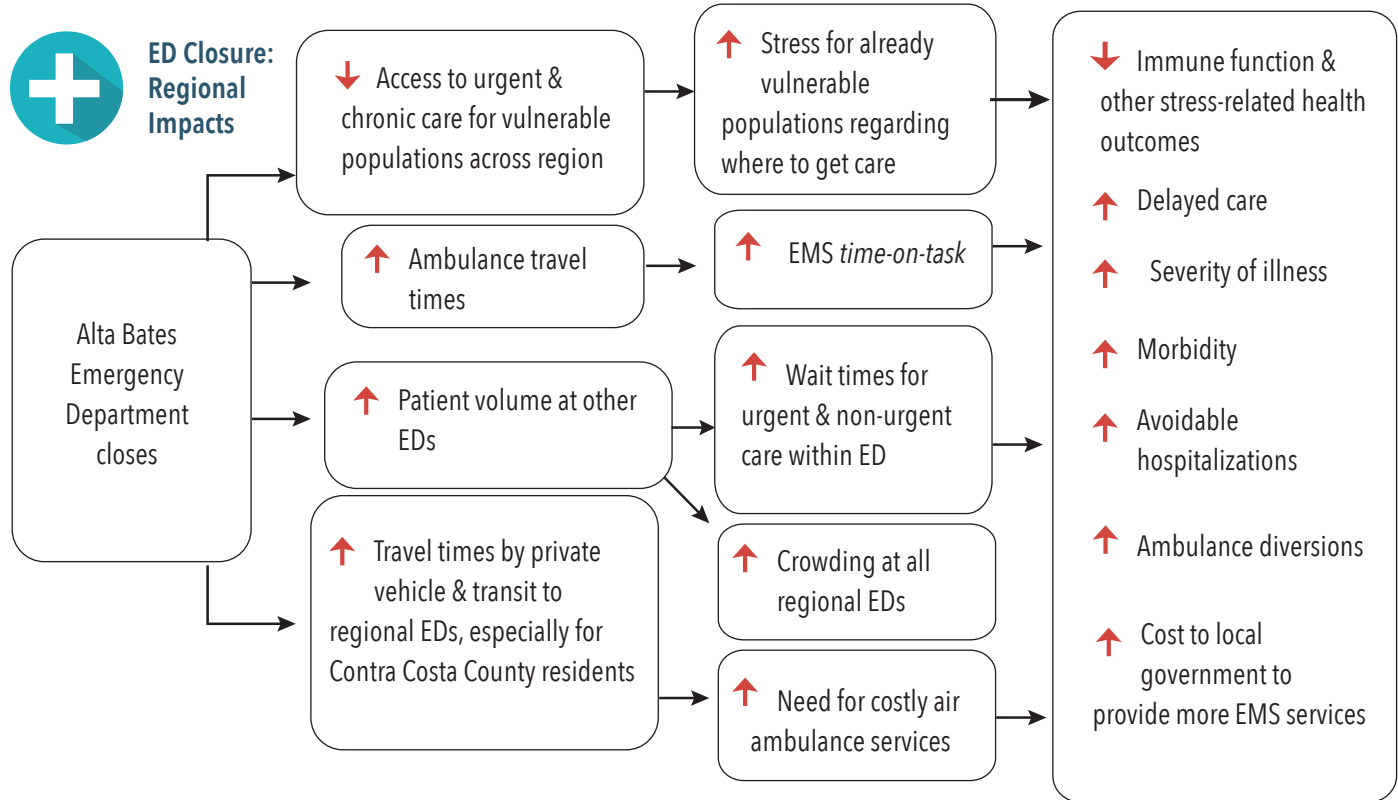 ED Closure:
Regional
Impacts
Alta Bates
Emergency
Department
closes
Access to urgent &
chronic care for vulnerable
populations across region
Ambulance travel
times
Patient volume at other
EDs
Travel times by private
vehicle & transit to
regional EDs, especially for
Contra Costa County residents
Stress for already
vulnerable
populations regarding
where to get care
EMS time-on-task
Wait times for
urgent & non-urgent
care within ED
Crowding at all
regional EDs
Need for costly air
ambulance services
Immune function &
other stress-related health
outcomes
Delayed care
Severity of illness
Morbidity
Avoidable
hospitalizations
Ambulance diversions
Cost to local
government to
provide more EMS services